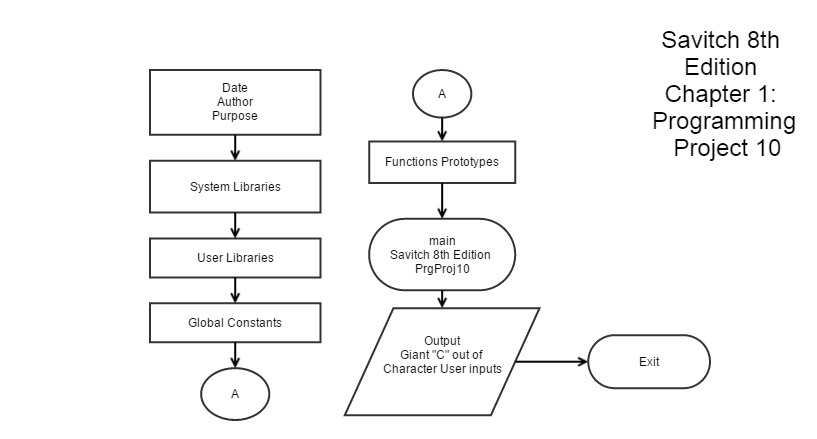 Savitch 8th
Edition
Chapter 1:
Programming
Project 10
Date
Author
Purpose
System Libraries
User Libraries
Global Constants
A
A
Functions Prototypes
main
Savitch 8th Edition
PrgProj10
Output
Giant "C" out of
Character User inputs
Exit